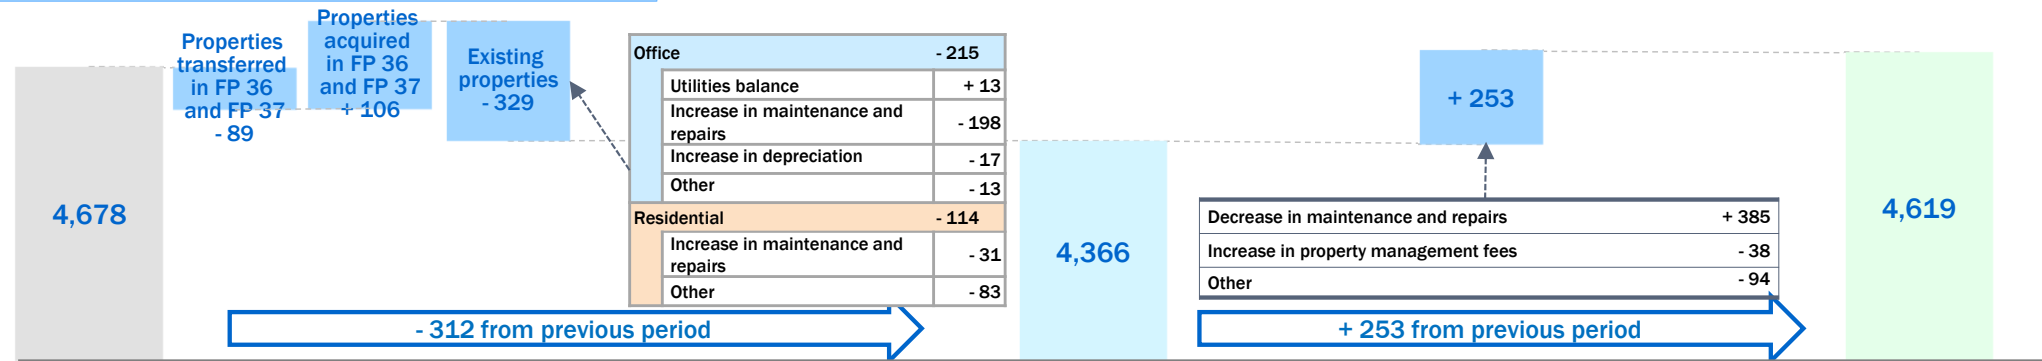 4,678
Properties
transferred
in FP 36
and FP 37
- 89
Properties
acquired
in FP 36
and FP 37
+ 106
Existing
properties
- 329
Office - 215
Utilities balance + 13
Increase in maintenance and
repairs - 198
Increase in depreciation - 17
Other - 13
Residential - 114
Increase in maintenance and
repairs - 31
Other - 83
- 312 from previous period
4,366
+ 253
Decrease in maintenance and repairs + 385
Increase in property management fees - 38
Other - 94
+ 253 from previous period
4,619